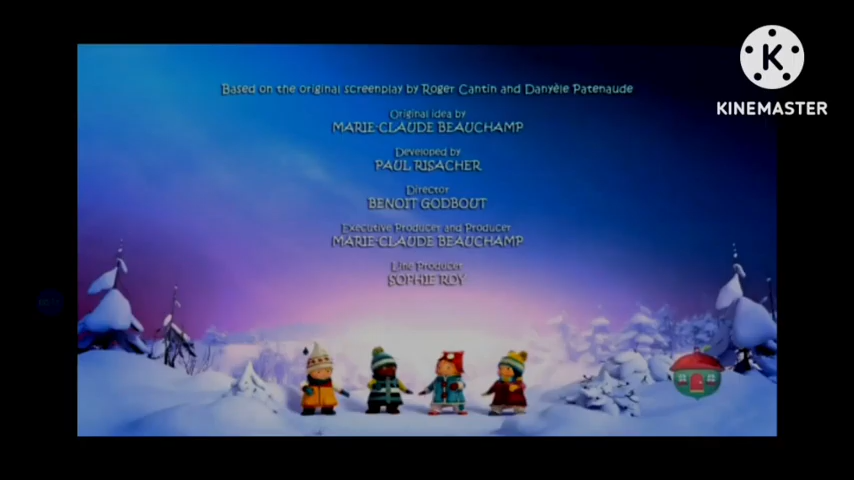 Based on the original screenplay by Roger Cantin and Danyèle Patenaude
Original idea by
MARIE-CLAUDE BEAUCHAMP
Developed by
PAUL RISACHER
Director
BENOIT GODBOUT
Executive Producer and Producer
MARIE-CLAUDE BEAUCHAMP
Line Producer
SOPHIE ROY
K
KINEMASTER